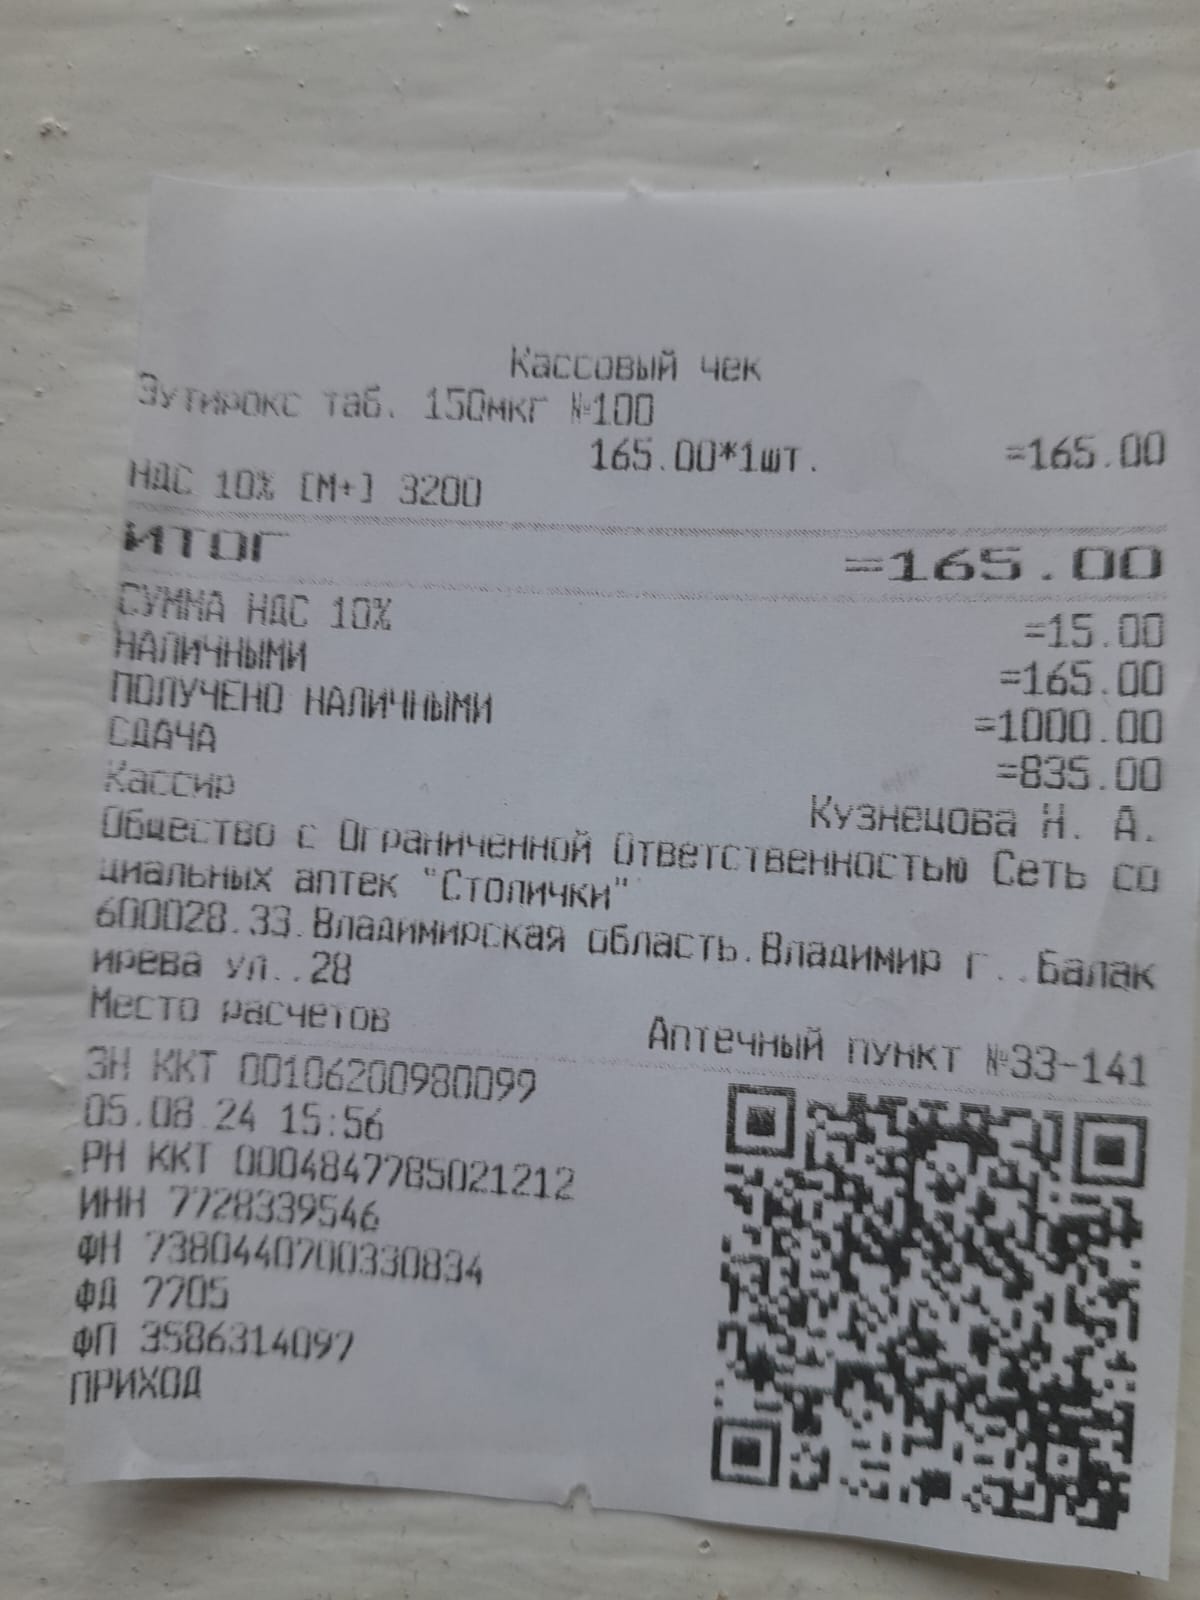 Кассовый чек
Эутирокс таб. 150мкг №100
165.00*1шт. =165.00
НДС 10% [М+] 3200
ИТОГ =165.00
СУММА НДС 10% =15.00
НАЛИЧНЫМИ =165.00
ПОЛУЧЕНО НАЛИЧНЫМИ =1000.00
СДАЧА =835.00
Кассир Кузнецова Н. А.
Общество с Ограниченной Ответственностью Сеть со
циальных аптек "Столички"
600028.33.Владимирская область.Владимир г..Балак
ирева ул..28
Место расчетов Аптечный пункт №33-141
ЗН ККТ 00106200980099
05.08.24 15:56
РН ККТ 0004847785021212
ИНН 7728339546
ФН 7380440700330834
ФД 7705
ФП 3586314097
ПРИХОД